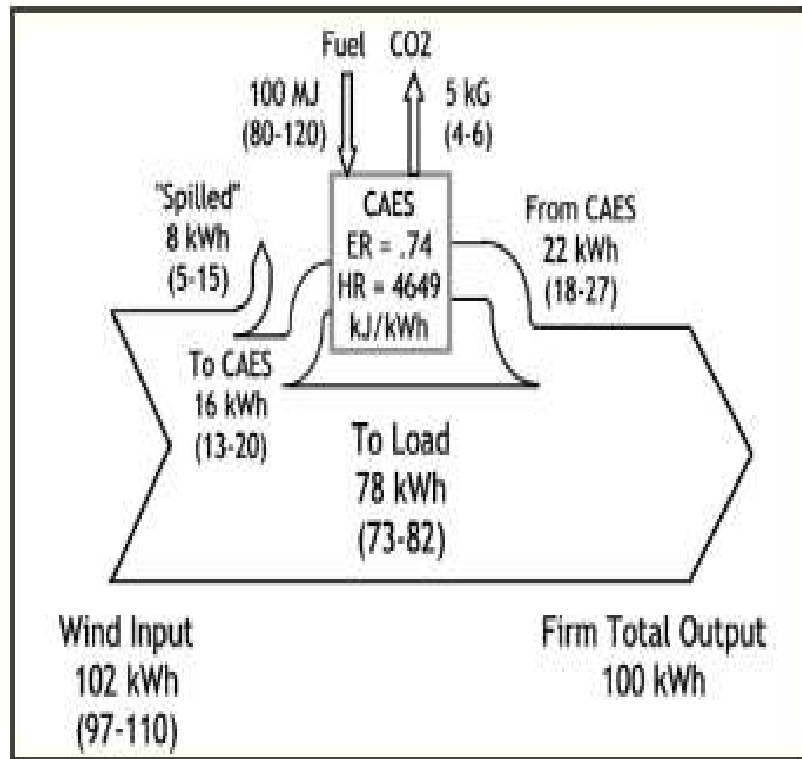 Fuel CO2
100 MJ
(80-120)
5 kG
(4-6)
"Spilled"
8 kWh
(5-15)
CAES
ER = .74
HR = 4649
kJ/kWh
From CAES
22 kWh
(18-27)
To CAES
16 kWh
(13-20)
To Load
78 kWh
(73-82)
Wind Input
102 kWh
(97-110)
Firm Total Output
100 kWh